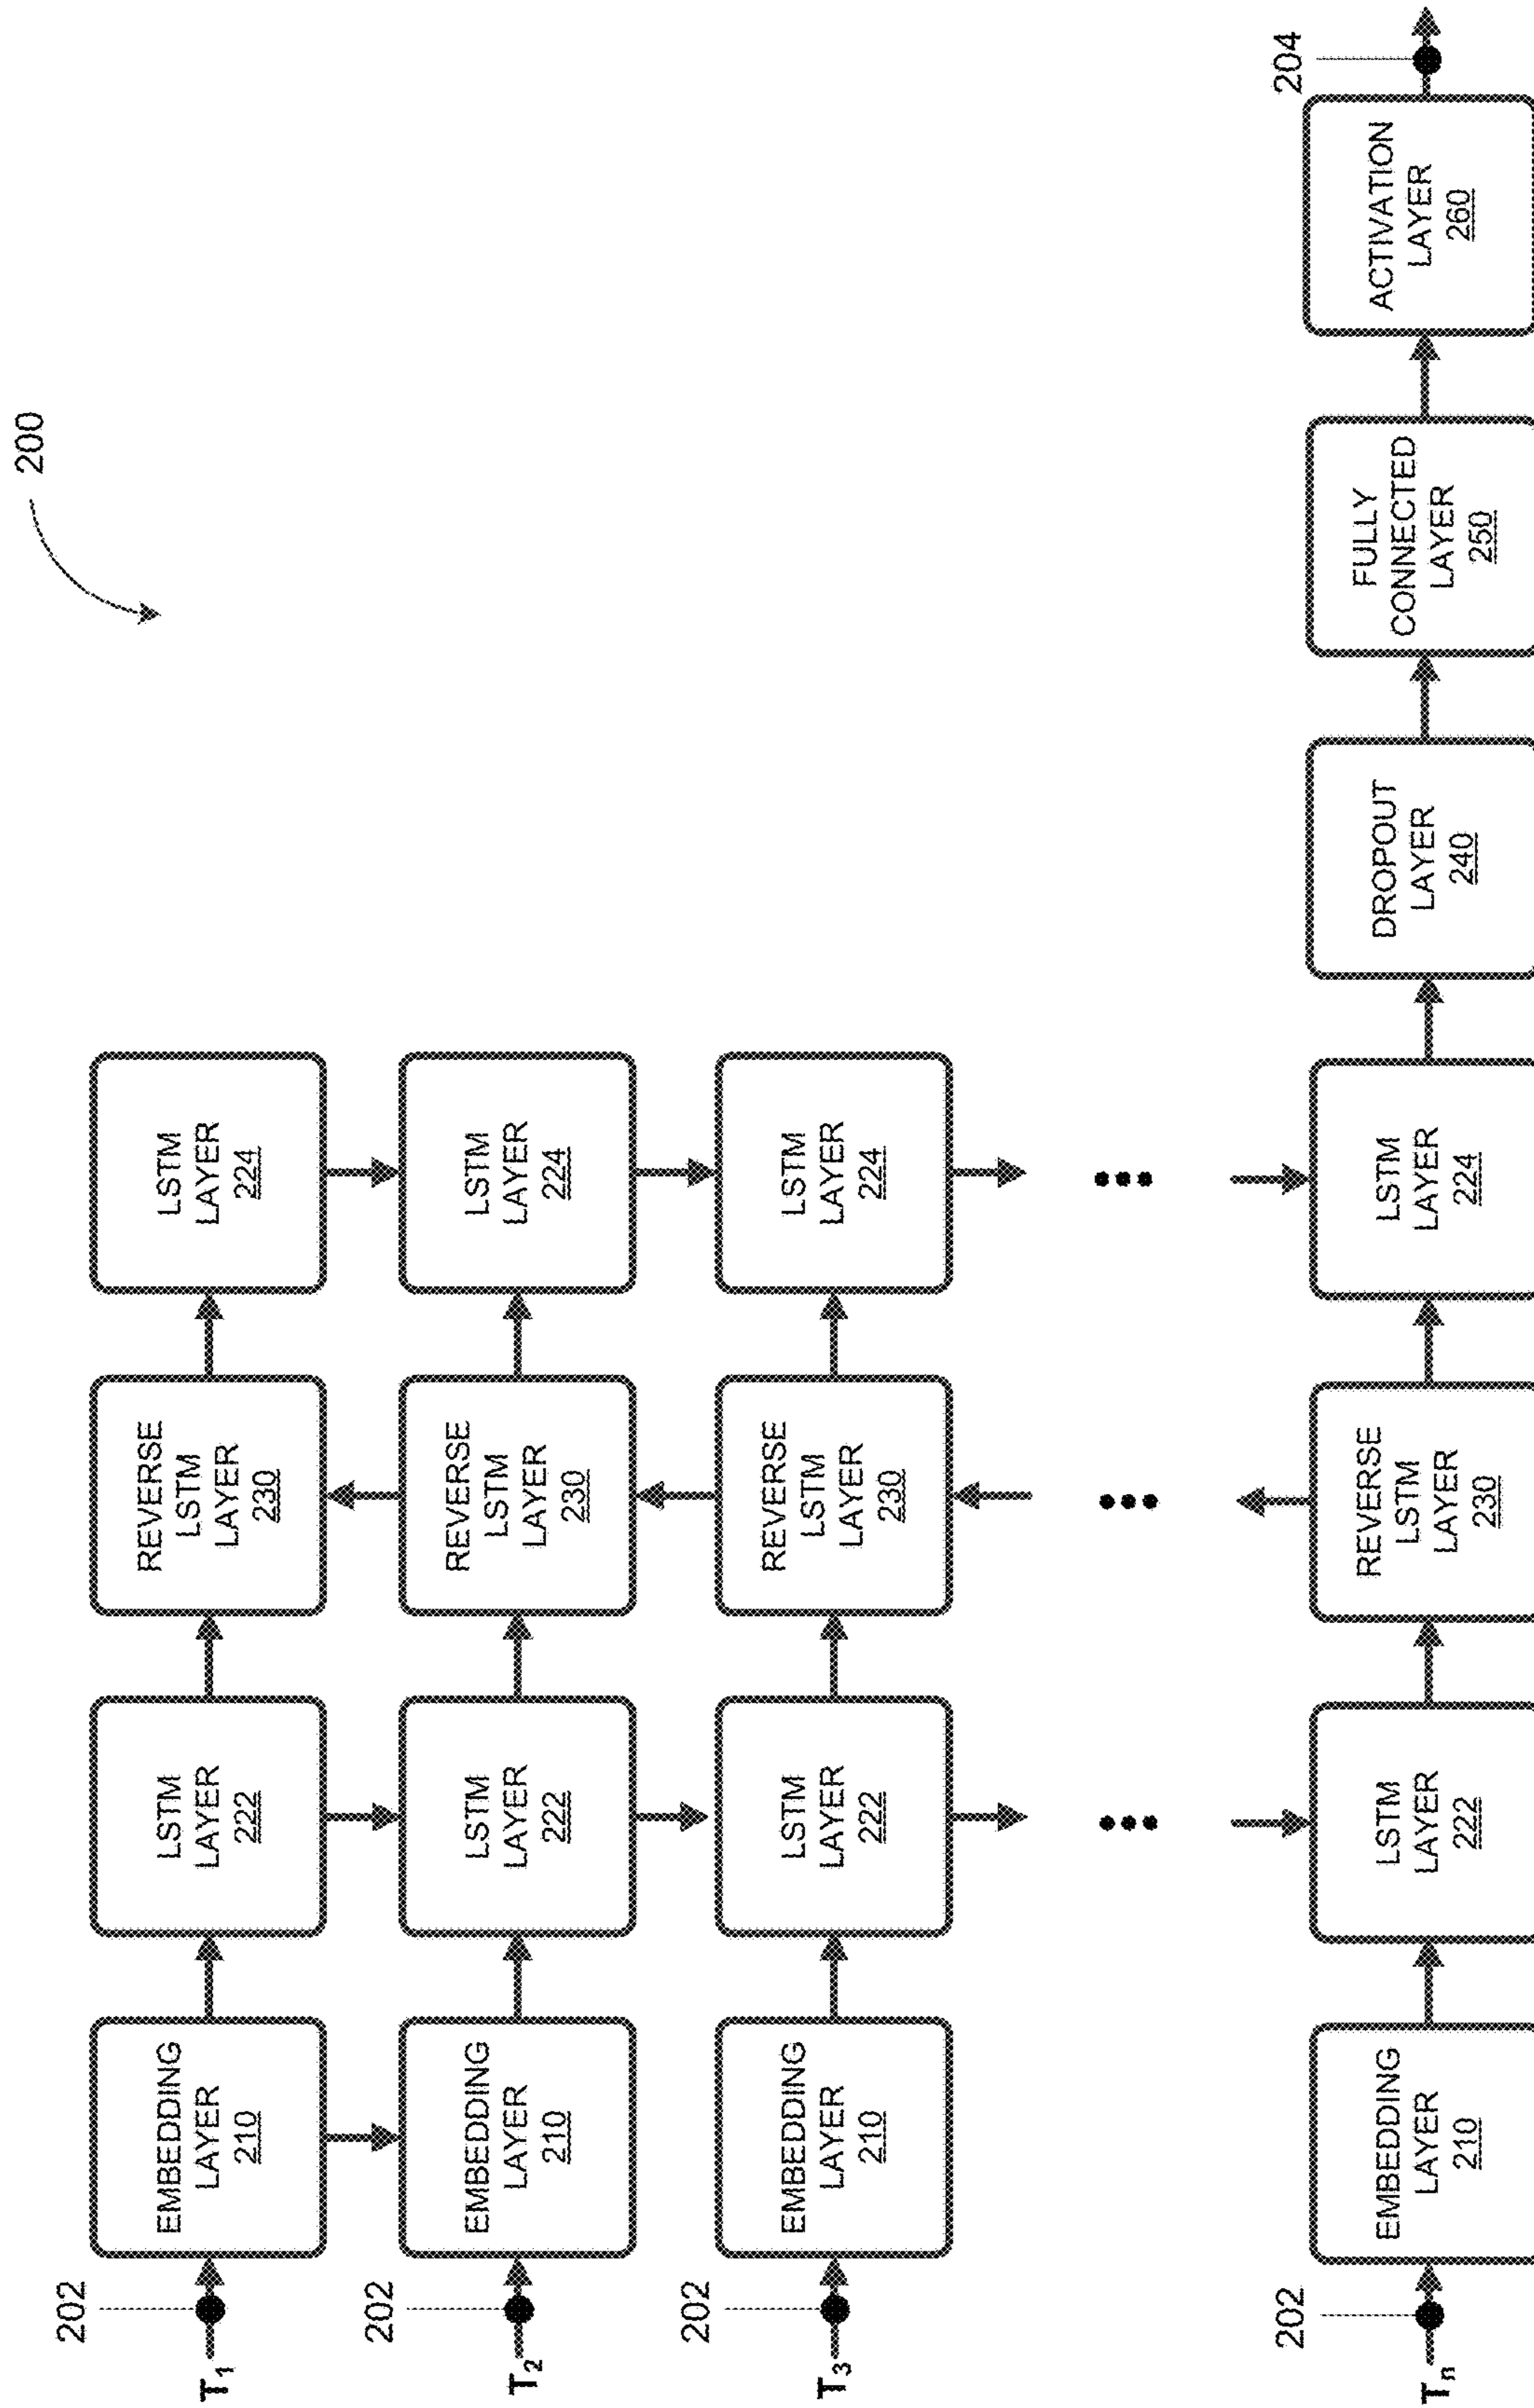 200
202
T1
EMBEDDING
LAYER
210
LSTM
LAYER
222
REVERSE
LSTM
LAYER
230
LSTM
LAYER
224
202
T2
EMBEDDING
LAYER
210
LSTM
LAYER
222
REVERSE
LSTM
LAYER
230
LSTM
LAYER
224
202
T3
EMBEDDING
LAYER
210
LSTM
LAYER
222
REVERSE
LSTM
LAYER
230
LSTM
LAYER
224
202
Tn
EMBEDDING
LAYER
210
LSTM
LAYER
222
REVERSE
LSTM
LAYER
230
LSTM
LAYER
224
DROPOUT
LAYER
240
FULLY
CONNECTED
LAYER
250
ACTIVATION
LAYER
260
204